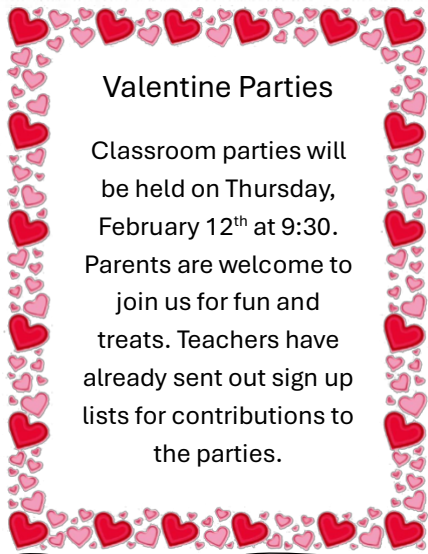 Valentine Parties
Classroom parties will
be held on Thursday,
February 12th at 9:30.
Parents are welcome to
join us for fun and
treats. Teachers have
already sent out sign up
lists for contributions to
the parties.